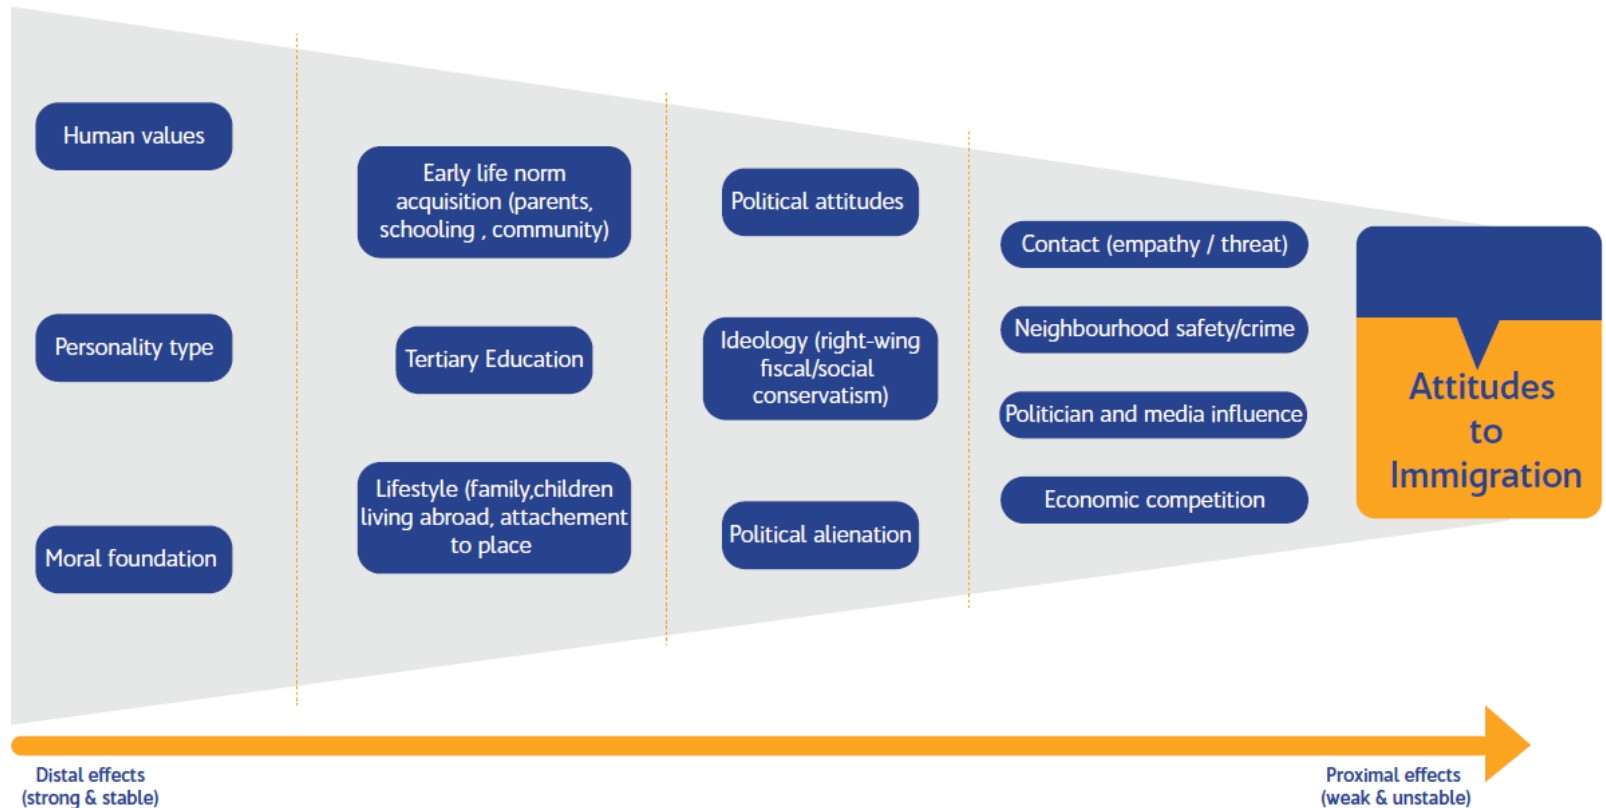 Human values
Personality type
Moral foundation
Early life norm
acquisition (parents,
schooling , community)
Tertiary Education
Lifestyle (family,children
living abroad, attachement
to place
Political attitudes
Ideology (right-wing
fiscal/social
conservatism)
Political alienation
Contact (empathy / threat)
Neighbourhood safety/crime
Politician and media influence
Economic competition
Attitudes
to
Immigration
Distal effects
(strong & stable)
Proximal effects
(weak & unstable)